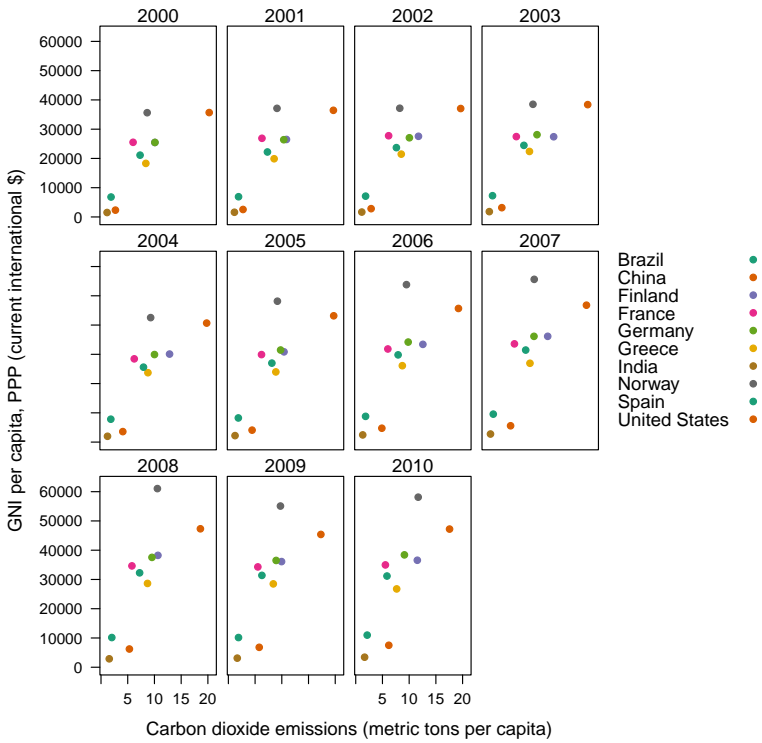 2000 2001 2002 2003
60000
50000
40000
30000
20000
10000
0
2004 2005 2006 2007
Brazil
China
Finland
France
Germany
Greece
India
Norway
Spain
United States
2008 2009 2010
60000
50000
40000
30000
20000
10000
0
5 10 15 20 5 10 15 20
GNI per capita, PPP (current international $)
Carbon dioxide emissions (metric tons per capita)